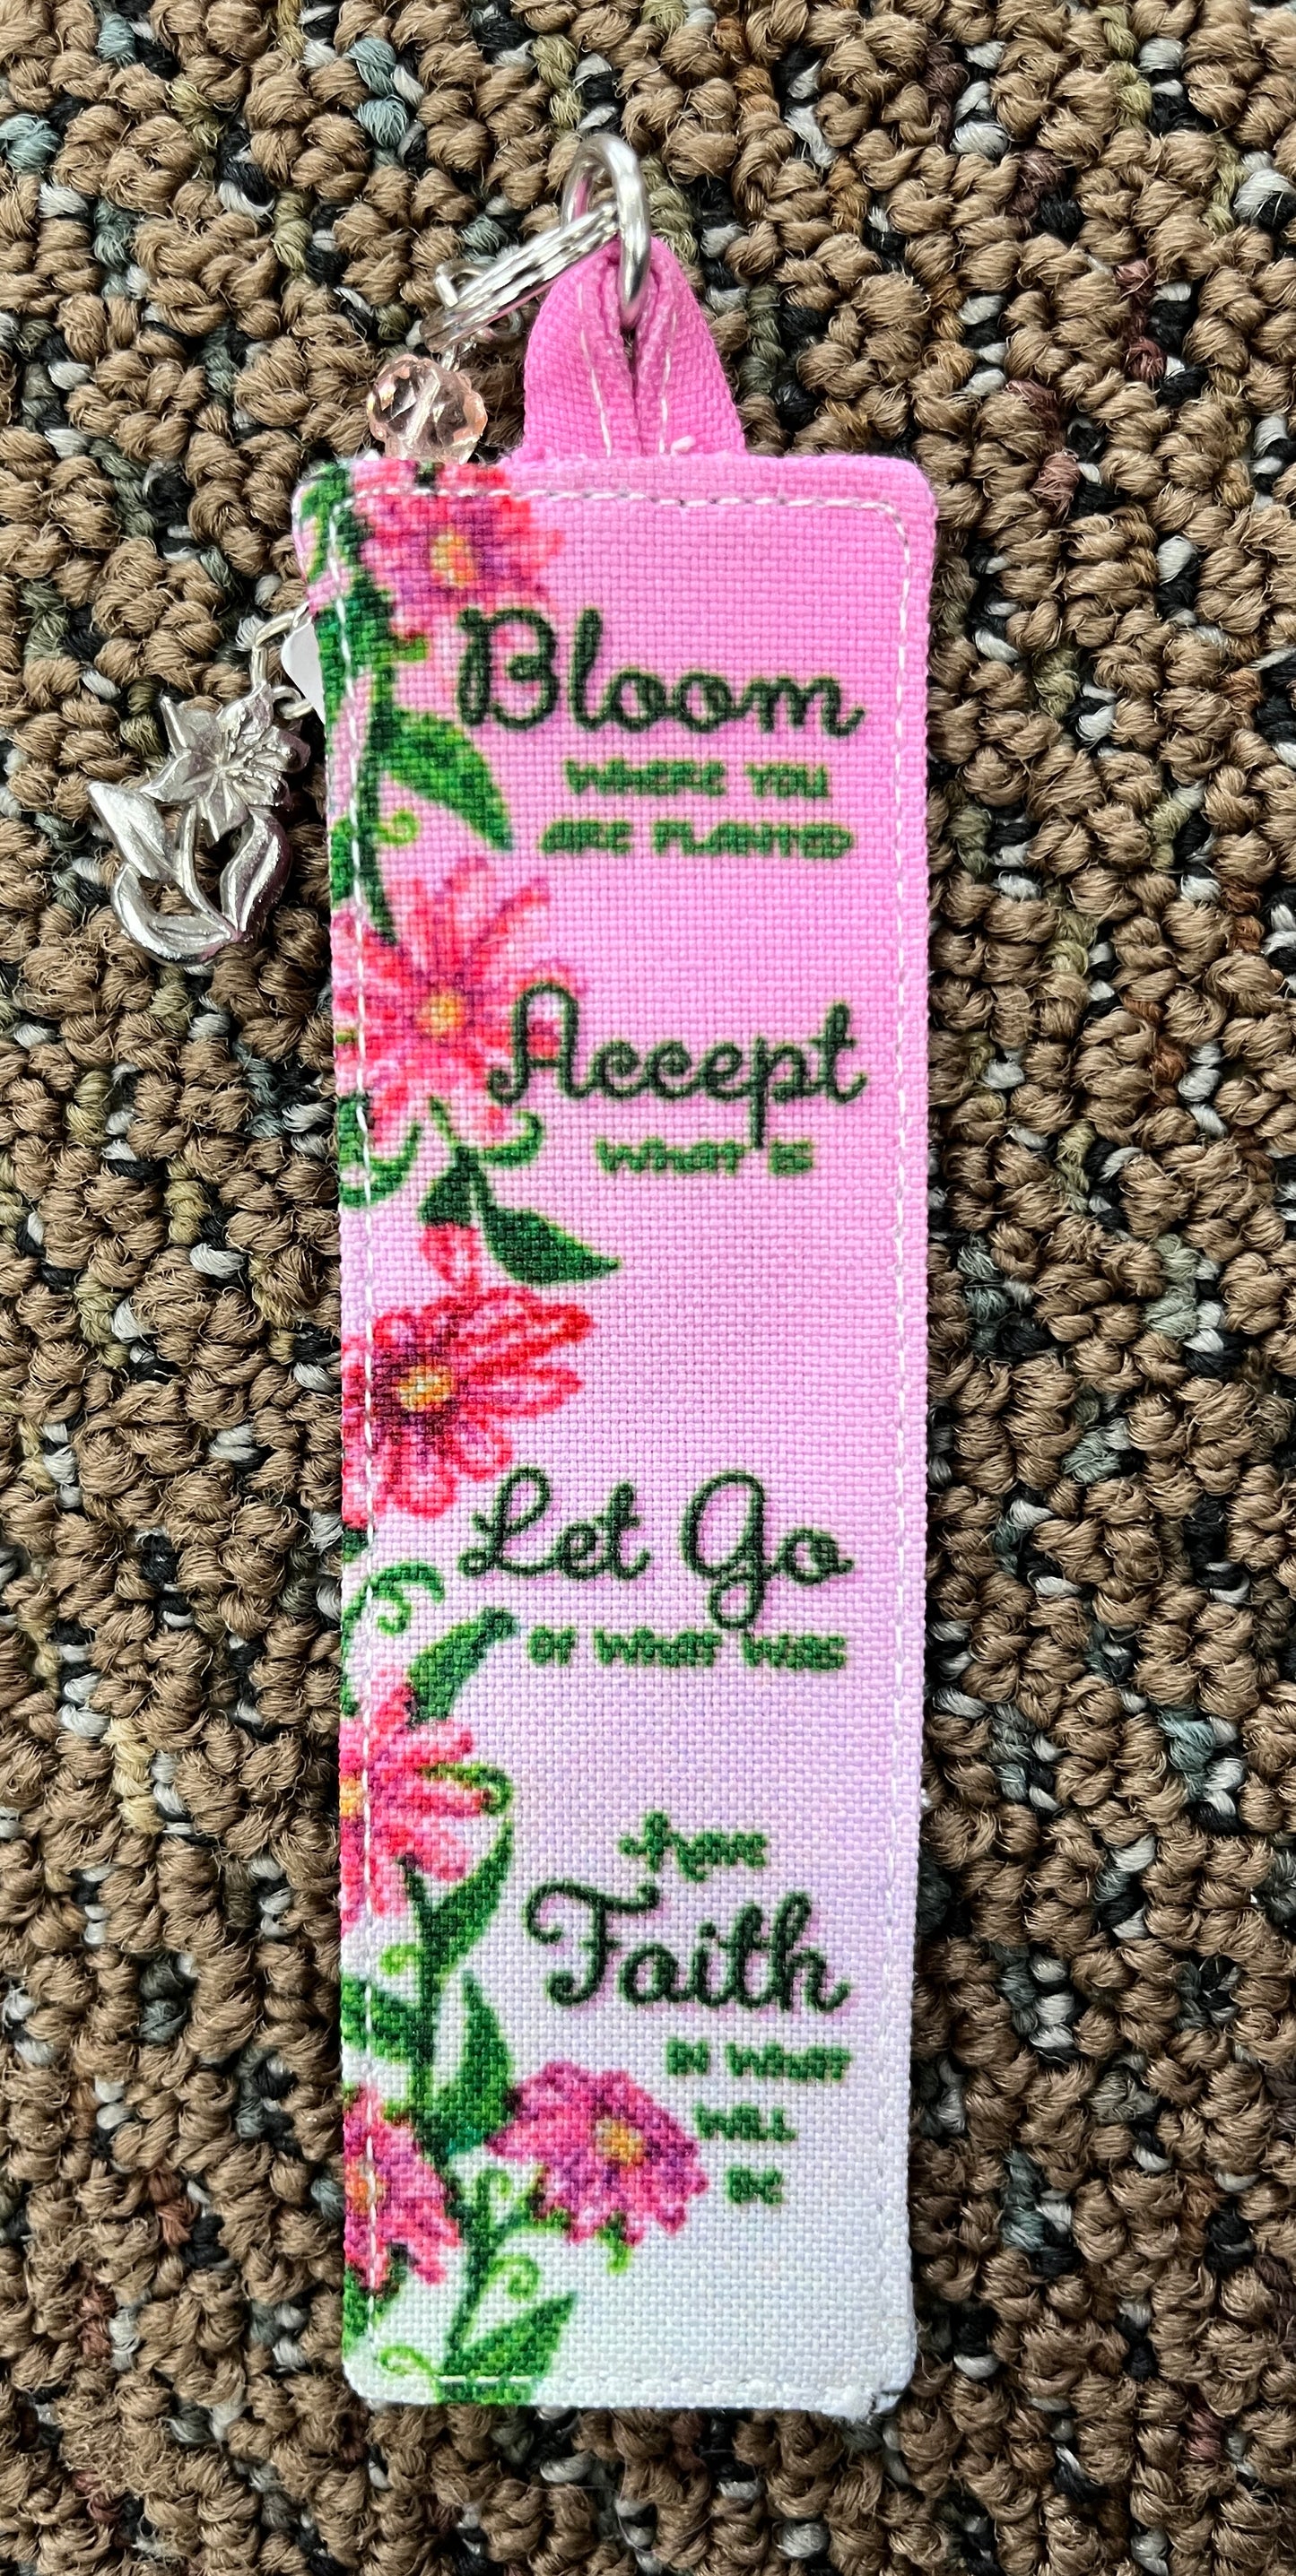 Bloom
WHERE YOU
ARE PLANTED
Accept
WHAT IS
Let Go
OF WHAT WAS
HAVE
Faith
IN WHAT
WILL
BE